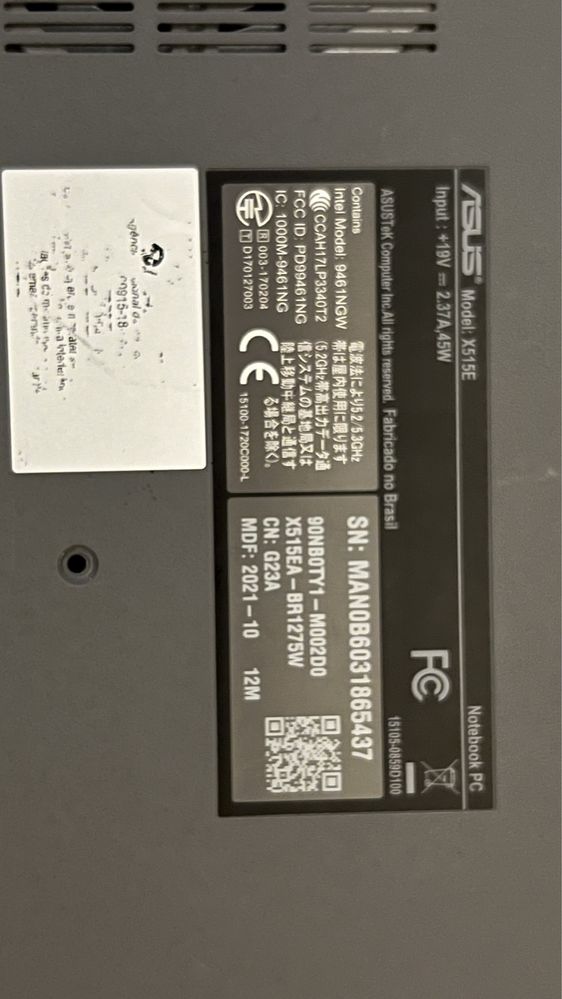 ASUS® Model: X515E
Notebook PC
Input : +19V ⎓ 2.37A,45W
ASUSTeK Computer Inc.All rights reserved. Fabricado no Brasil
15105-0859D100
FC
Contains
Intel Model: 9461NGW
CCAH17LP3340T2
FCC ID: PD99461NG
IC: 1000M-9461NG
R 003-170204
T D170127003
電波法により5.2/5.3GHz
帯は屋内使用に限ります
(5.2GHz帯高出力データ通
信システムの基地局又は
陸上移動中継局と通信す
る場合を除く)。
CE
15100-1720C000-L
SN: MAN0B6031865437
90NB0TY1-M002D0
X515EA-BR1275W
CN: G23A
MDF: 2021-10 12M
00915-18